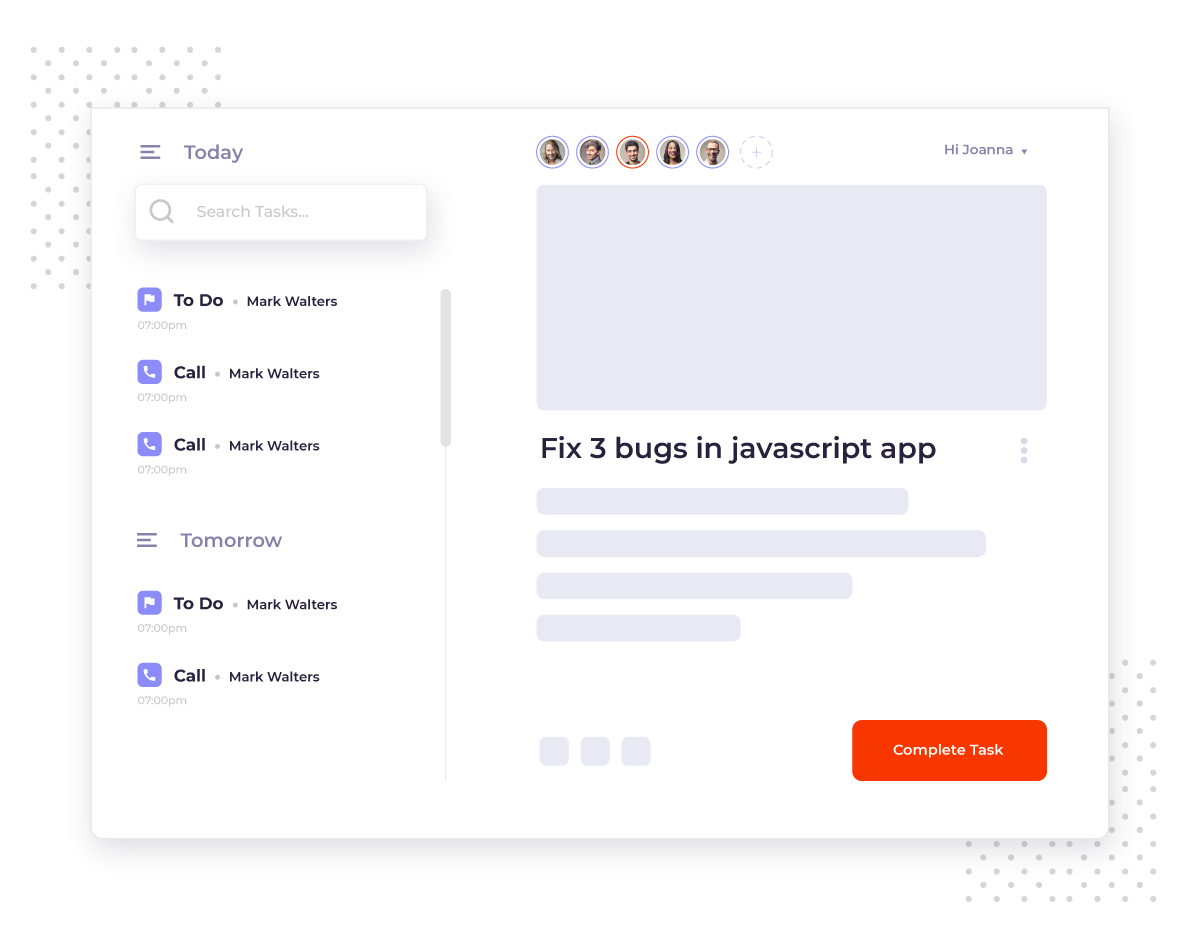 Today
Search Tasks...
To Do • Mark Walters
07:00pm
Call • Mark Walters
07:00pm
Call • Mark Walters
07:00pm
Tomorrow
To Do • Mark Walters
07:00pm
Call • Mark Walters
07:00pm
Hi Joanna
Fix 3 bugs in javascript app
Complete Task